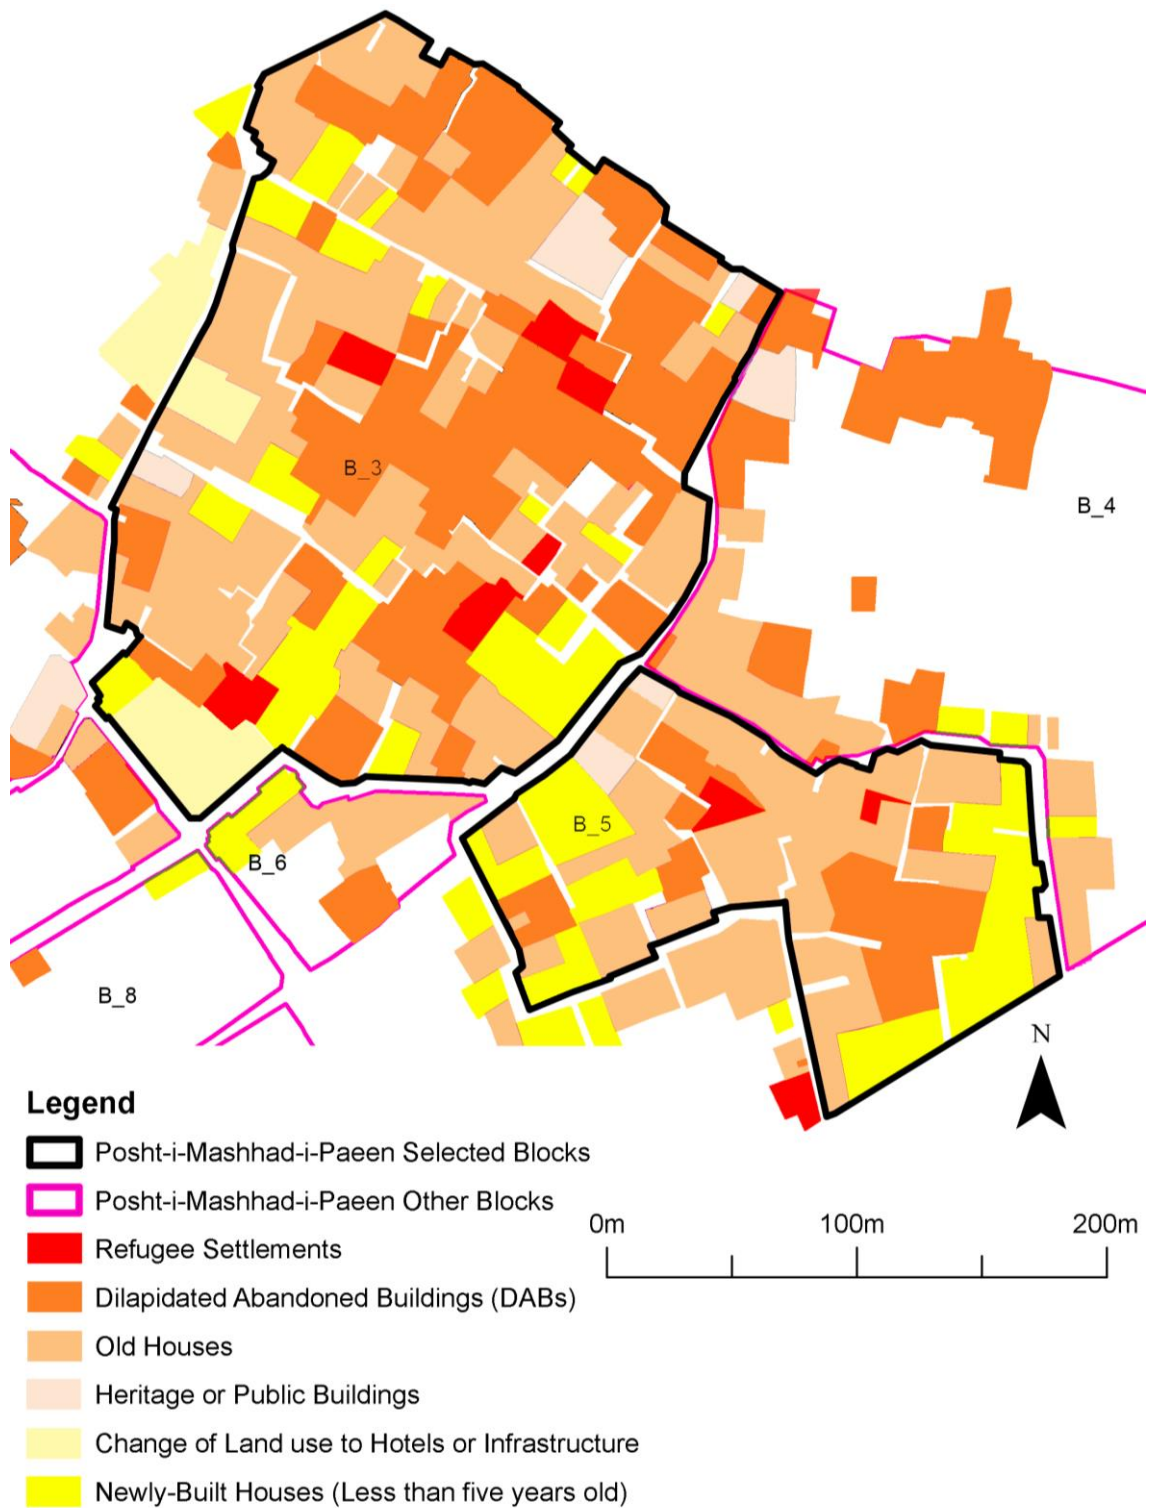 B_3
B_4
B_5
B_6
B_8
N
Legend
Posht-i-Mashhad-i-Paeen Selected Blocks
Posht-i-Mashhad-i-Paeen Other Blocks
0m 100m 200m
Refugee Settlements
Dilapidated Abandoned Buildings (DABs)
Old Houses
Heritage or Public Buildings
Change of Land use to Hotels or Infrastructure
Newly-Built Houses (Less than five years old)